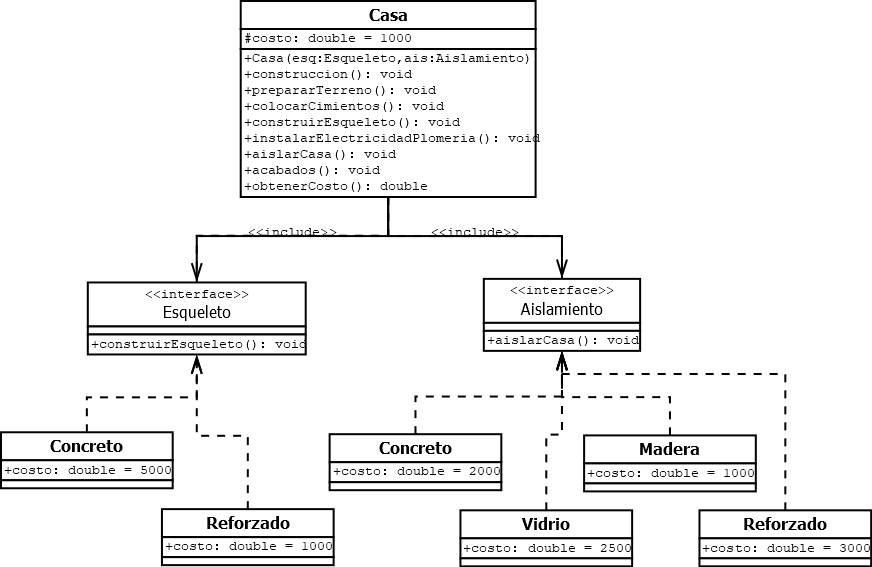 Casa
#costo: double = 1000
+Casa(esq:Esqueleto,ais:Aislamiento)
+construccion(): void
+prepararTerreno(): void
+colocarCimientos(): void
+construirEsqueleto(): void
+instalarElectricidadPlomeria(): void
+aislarCasa(): void
+acabados(): void
+obtenerCosto(): double
<<include>>
<<include>>
<<interface>>
Esqueleto
+construirEsqueleto(): void
<<interface>>
Aislamiento
+aislarCasa(): void
Concreto
+costo: double = 5000
Concreto
+costo: double = 2000
Madera
+costo: double = 1000
Reforzado
+costo: double = 1000
Vidrio
+costo: double = 2500
Reforzado
+costo: double = 3000